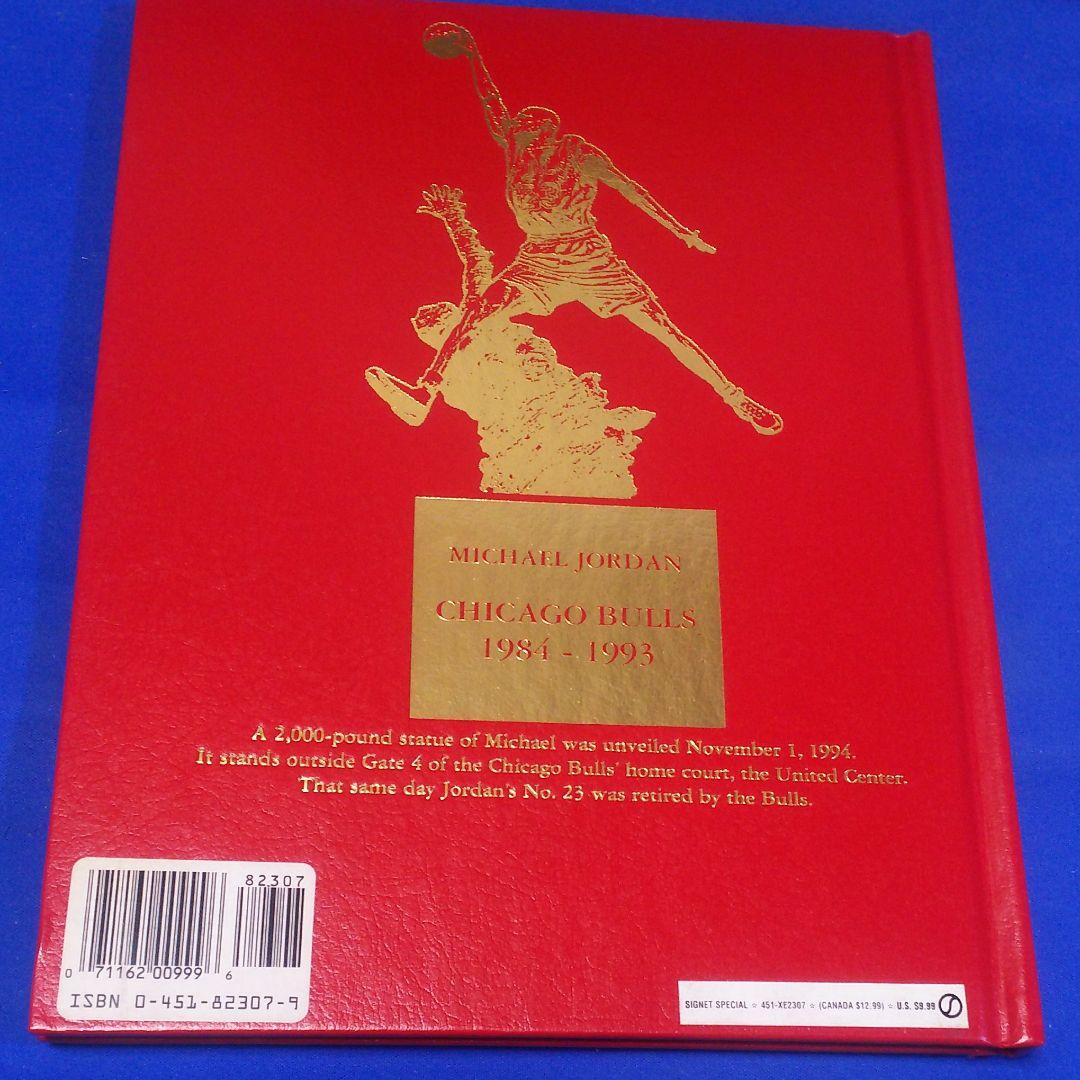 MICHAEL JORDAN
CHICAGO BULLS
1984 - 1993
A 2,000-pound statue of Michael was unveiled November 1, 1994.
It stands outside Gate 4 of the Chicago Bulls' home court, the United Center.
That same day Jordan's No. 23 was retired by the Bulls.
82307
0 71162 00999 6
ISBN 0-451-82307-9
SIGNET SPECIAL ☆ 451-XE2307 ☆ (CANADA $12.99) ☆ U.S. $9.99